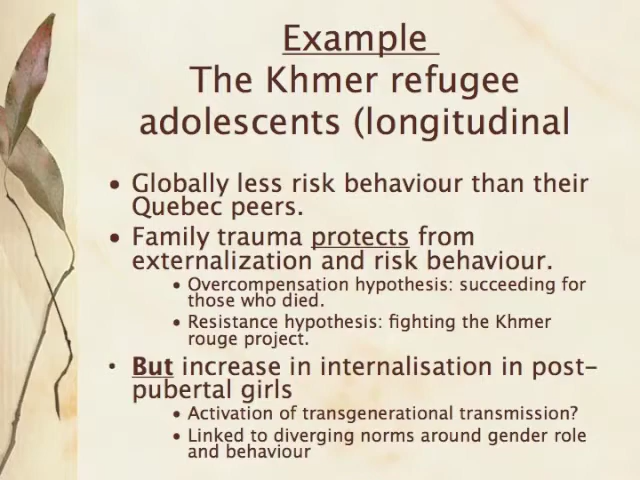 Example
The Khmer refugee
adolescents (longitudinal
• Globally less risk behaviour than their
Quebec peers.
• Family trauma protects from
externalization and risk behaviour.
• Overcompensation hypothesis: succeeding for
those who died.
• Resistance hypothesis: fighting the Khmer
rouge project.
• But increase in internalisation in post-
pubertal girls
• Activation of transgenerational transmission?
• Linked to diverging norms around gender role
and behaviour